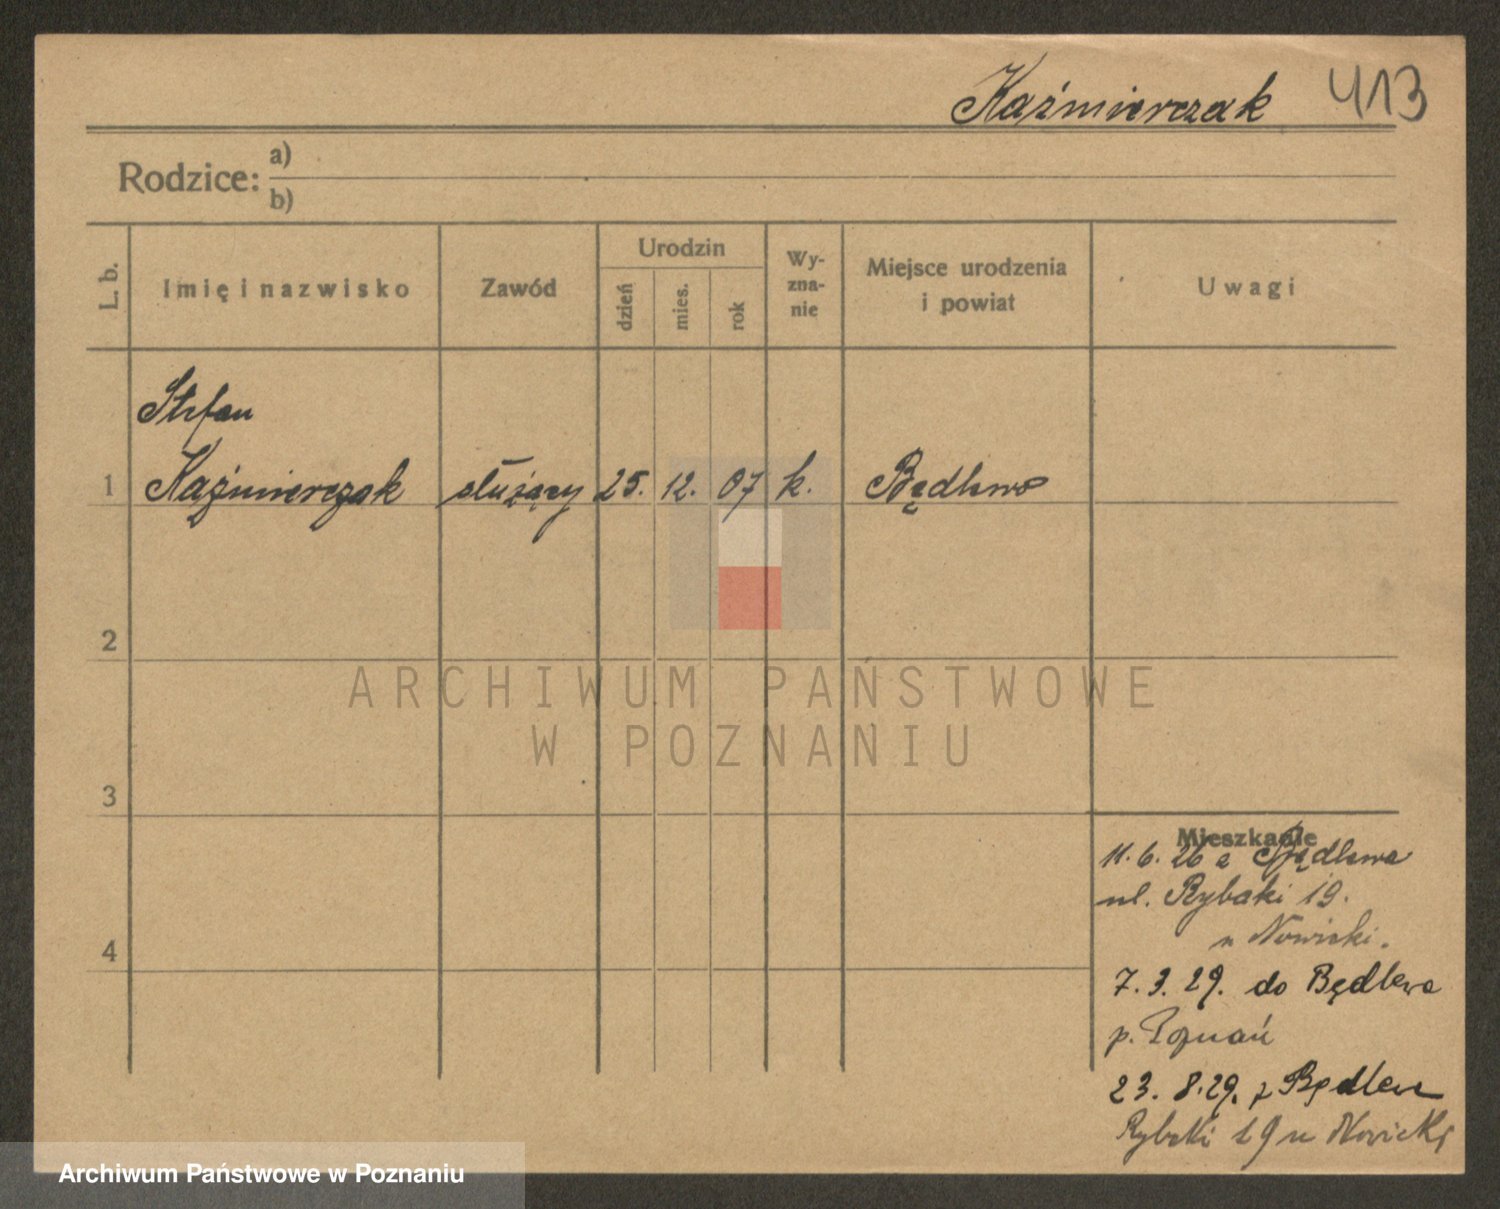 Kaźmierczak 413
Rodzice: a)
b)
L. b.
Imię i nazwisko
Zawód
Urodzin
dzień
mies.
rok
Wy-
zna-
nie
Miejsce urodzenia
i powiat
Uwagi
Stefan
1 Kaźmierczak służący 25. 12. 07 k. Będlewo
2
ARCHIWUM PAŃSTWOWE
W POZNANIU
3
4
Mieszkanie
11. 6. 26 z Będlewa
ul. Rybaki 19.
u Nowicki.
7. 3. 29. do Będlewa
p. Poznań
23. 8. 29. z Będlewa
Rybaki 19 u Nowicki
Archiwum Państwowe w Poznaniu